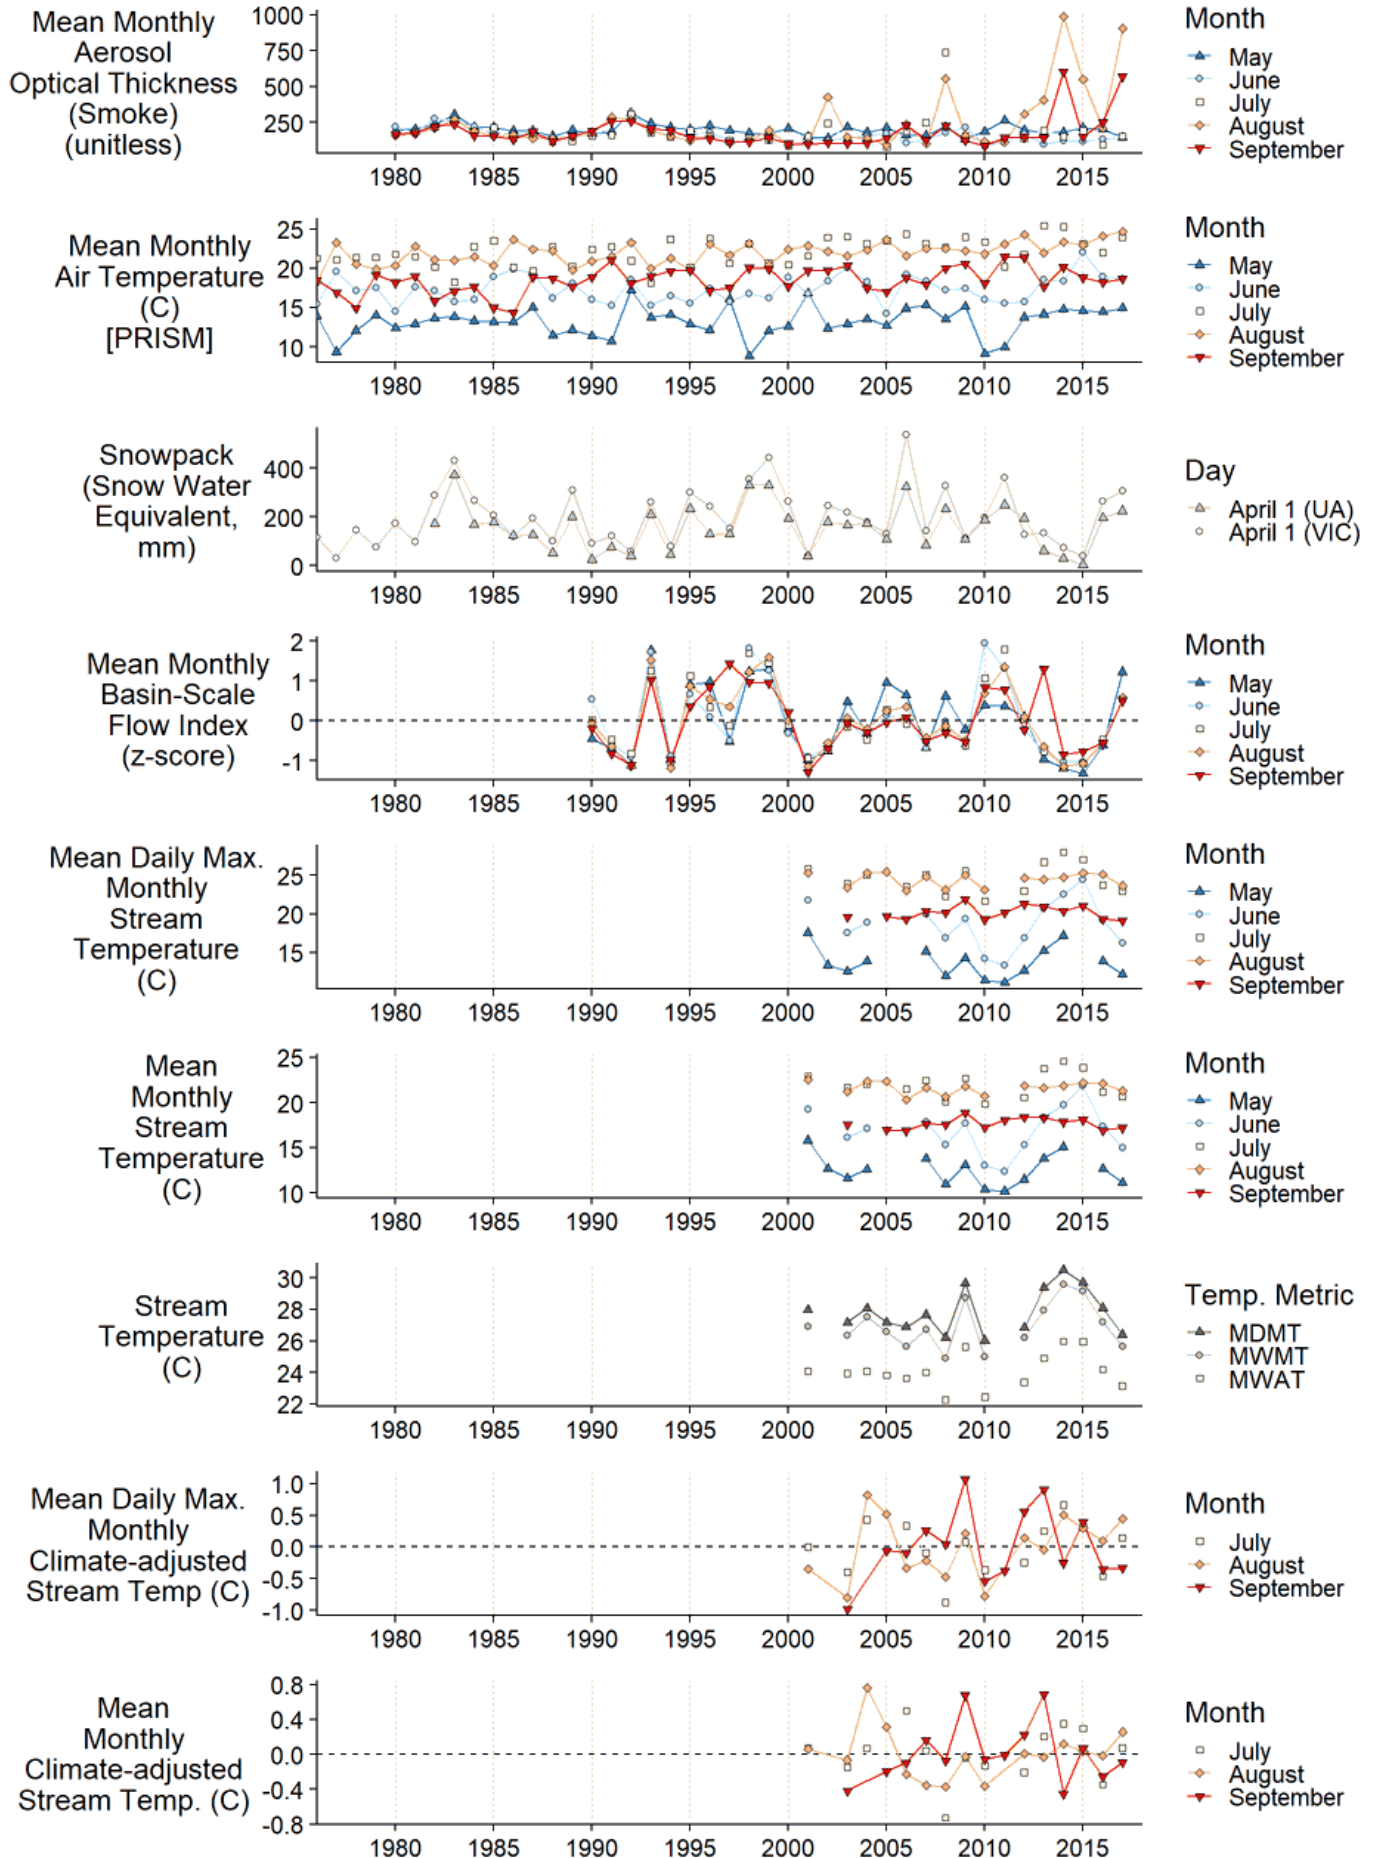 Mean Monthly
Aerosol
Optical Thickness
(Smoke)
(unitless)
1000
750
500
250
1980 1985 1990 1995 2000 2005 2010 2015
Month
May
June
July
August
September
Mean Monthly
Air Temperature
(C)
[PRISM]
25
20
15
10
1980 1985 1990 1995 2000 2005 2010 2015
Month
May
June
July
August
September
Snowpack
(Snow Water
Equivalent,
mm)
400
200
0
1980 1985 1990 1995 2000 2005 2010 2015
Day
April 1 (UA)
April 1 (VIC)
Mean Monthly
Basin-Scale
Flow Index
(z-score)
2
1
0
-1
1980 1985 1990 1995 2000 2005 2010 2015
Month
May
June
July
August
September
Mean Daily Max.
Monthly
Stream
Temperature
(C)
25
20
15
1980 1985 1990 1995 2000 2005 2010 2015
Month
May
June
July
August
September
Mean
Monthly
Stream
Temperature
(C)
25
20
15
10
1980 1985 1990 1995 2000 2005 2010 2015
Month
May
June
July
August
September
Stream
Temperature
(C)
30
28
26
24
22
1980 1985 1990 1995 2000 2005 2010 2015
Temp. Metric
MDMT
MWMT
MWAT
Mean Daily Max.
Monthly
Climate-adjusted
Stream Temp (C)
1.0
0.5
0.0
-0.5
-1.0
1980 1985 1990 1995 2000 2005 2010 2015
Month
July
August
September
Mean
Monthly
Climate-adjusted
Stream Temp. (C)
0.8
0.4
0.0
-0.4
-0.8
1980 1985 1990 1995 2000 2005 2010 2015
Month
July
August
September